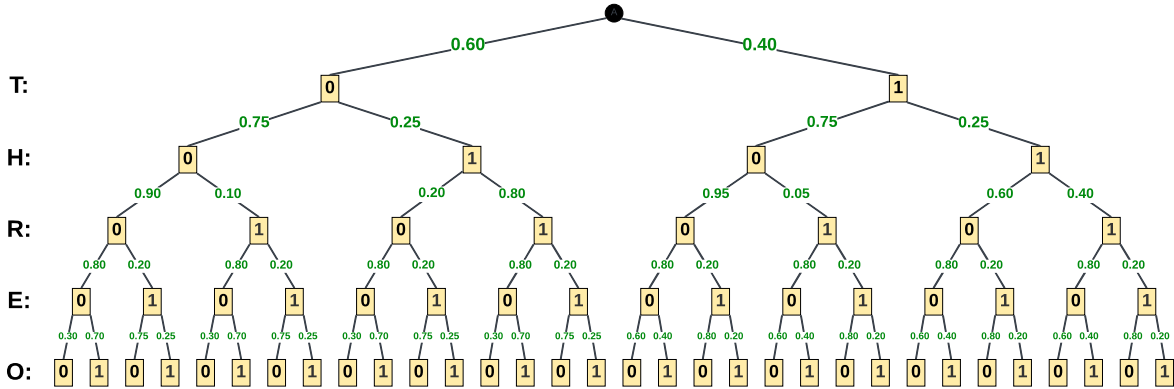 A
0.60 0.40
T: 0 1
0.75 0.25 0.75 0.25
H: 0 1 0 1
0.90 0.10 0.20 0.80 0.95 0.05 0.60 0.40
R: 0 1 0 1 0 1 0 1
0.80 0.20 0.80 0.20 0.80 0.20 0.80 0.20 0.80 0.20 0.80 0.20 0.80 0.20 0.80 0.20
E: 0 1 0 1 0 1 0 1 0 1 0 1 0 1 0 1
0.30 0.70 0.75 0.25 0.30 0.70 0.75 0.25 0.30 0.70 0.75 0.25 0.30 0.70 0.75 0.25 0.60 0.40 0.80 0.20 0.60 0.40 0.80 0.20 0.60 0.40 0.80 0.20 0.60 0.40 0.80 0.20
O: 0 1 0 1 0 1 0 1 0 1 0 1 0 1 0 1 0 1 0 1 0 1 0 1 0 1 0 1 0 1 0 1